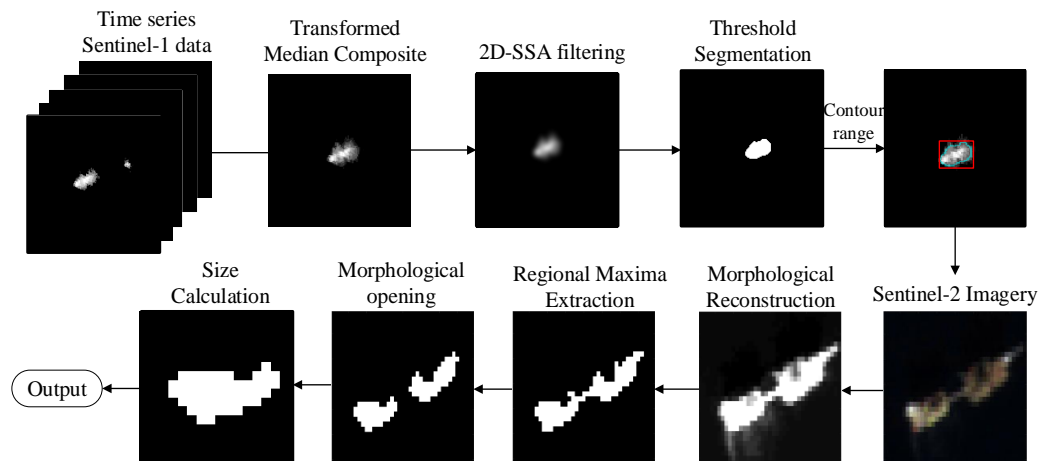 Time series
Sentinel-1 data
Transformed
Median Composite
2D-SSA filtering
Threshold
Segmentation
Contour
range
Size
Calculation
Morphological
opening
Regional Maxima
Extraction
Morphological
Reconstruction
Sentinel-2 Imagery
Output